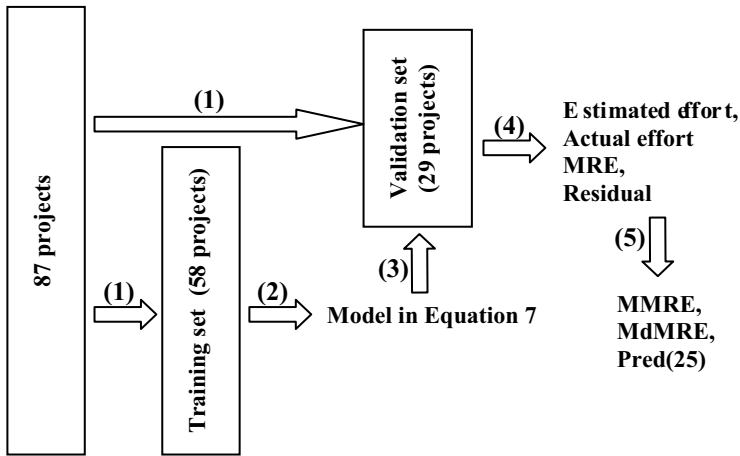 87 projects
(1)
(1)
Training set (58 projects)
(2)
Model in Equation 7
(3)
Validation set
(29 projects)
(4)
Estimated effort,
Actual effort
MRE,
Residual
(5)
MMRE,
MdMRE,
Pred(25)